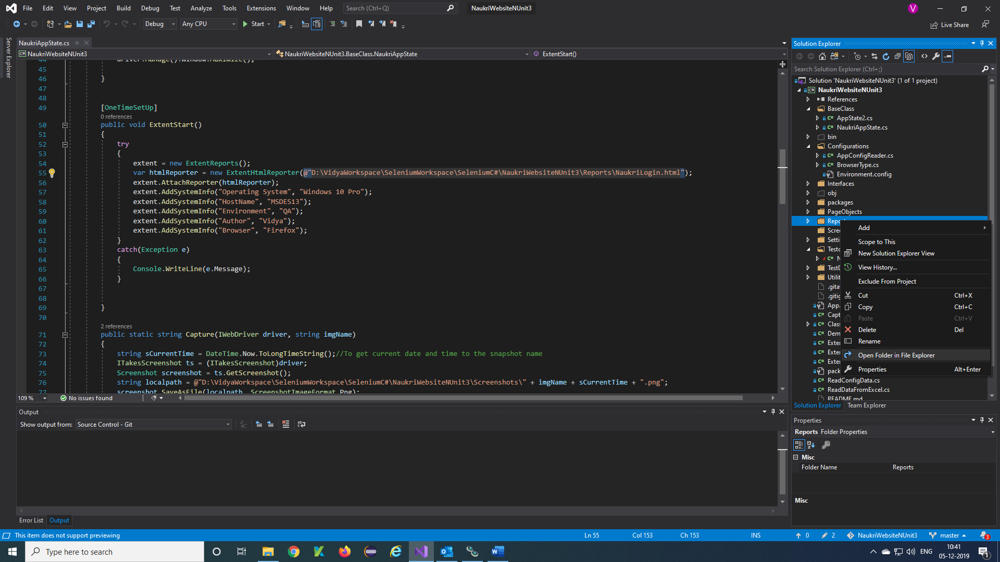 File Edit View Project Build Debug Test Analyze Tools Extensions Window Help Search (Ctrl+Q) NaukriWebsiteNUnit3
Debug Any CPU Start Live Share
Server Explorer
NaukriAppState.cs
NaukriWebsiteNUnit3 NaukriWebsiteNUnit3.BaseClass.NaukriAppState ExtentStart()
44 driver.Manage().Window.Maximize();
45
46 }
47
48
49 [OneTimeSetUp]
0 references
50 public void ExtentStart()
51 {
52 try
53 {
54 extent = new ExtentReports();
55 var htmlReporter = new ExtentHtmlReporter(@"D:\VidyaWorkspace\SeleniumWorkspace\SeleniumC#\NaukriWebsiteNUnit3\Reports\NaukriLogin.html");
56 extent.AttachReporter(htmlReporter);
57 extent.AddSystemInfo("Operating System", "Windows 10 Pro");
58 extent.AddSystemInfo("HostName", "MSDES13");
59 extent.AddSystemInfo("Environment", "QA");
60 extent.AddSystemInfo("Author", "Vidya");
61 extent.AddSystemInfo("Browser", "Firefox");
62 }
63 catch(Exception e)
64 {
65 Console.WriteLine(e.Message);
66 }
67
68
69 }
70
2 references
71 public static string Capture(IWebDriver driver, string imgName)
72 {
73 string sCurrentTime = DateTime.Now.ToLongTimeString();//To get current date and time to the snapshot name
74 ITakesScreenshot ts = (ITakesScreenshot)driver;
75 Screenshot screenshot = ts.GetScreenshot();
76 string localpath = @"D:\VidyaWorkspace\SeleniumWorkspace\SeleniumC#\NaukriWebsiteNUnit3\Screenshots\" + imgName + sCurrentTime + ".png";
77 screenshot.SaveAsFile(localpath, ScreenshotImageFormat.Png);
109 % No issues found
Output
Show output from: Source Control - Git
Error List Output
Solution Explorer
Search Solution Explorer (Ctrl+;)
Solution 'NaukriWebsiteNUnit3' (1 of 1 project)
C# NaukriWebsiteNUnit3
References
BaseClass
C# AppState2.cs
C# NaukriAppState.cs
bin
Configurations
C# AppConfigReader.cs
C# BrowserType.cs
Environment.config
Interfaces
obj
packages
PageObjects
Repo
Scre
Setti
Testc
C# N
TestD
Utilit
.gita
.gitig
App.
C# Capt
C# Class
C# Dem
C# Exter
C# Exter
C# Exter
pack
C# ReadConfigData.cs
C# ReadDataFromExcel.cs
README.md
Add
Scope to This
New Solution Explorer View
View History...
Exclude From Project
Cut Ctrl+X
Copy Ctrl+C
Paste Ctrl+V
Delete Del
Rename
Open Folder in File Explorer
Properties Alt+Enter
Solution Explorer Team Explorer
Properties
Reports Folder Properties
Misc
Folder Name Reports
Misc
This item does not support previewing Ln 55 Col 153 Ch 153 INS 0 2 NaukriWebsiteNUnit3 master 3
Type here to search ENG 10:41
05-12-2019 1